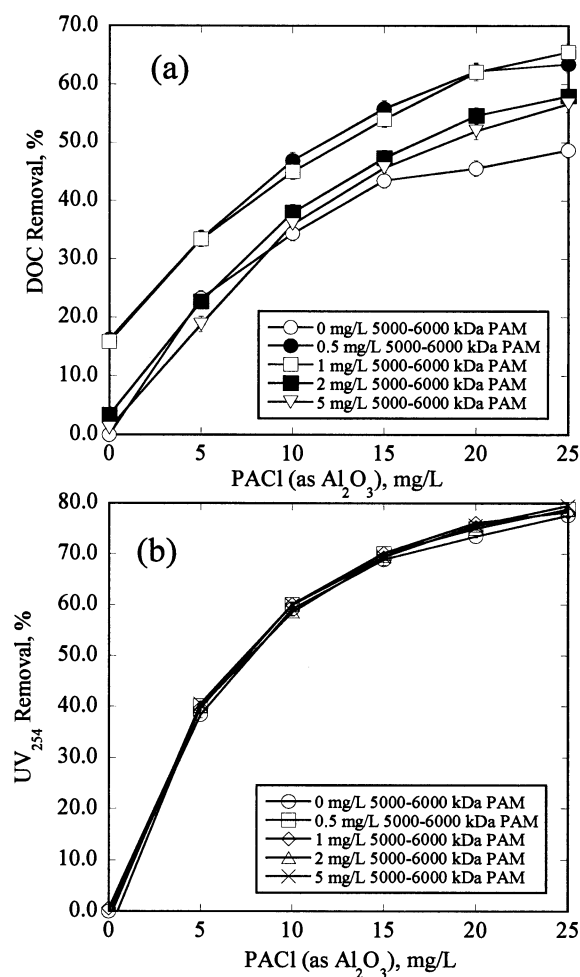 70.0
(a)
60.0
50.0
40.0
30.0
20.0
10.0
0.0
DOC Removal, %
0 mg/L 5000-6000 kDa PAM
0.5 mg/L 5000-6000 kDa PAM
1 mg/L 5000-6000 kDa PAM
2 mg/L 5000-6000 kDa PAM
5 mg/L 5000-6000 kDa PAM
0 5 10 15 20 25
PACl (as Al₂O₃), mg/L
80.0
(b)
70.0
60.0
50.0
40.0
30.0
20.0
10.0
0.0
UV₂₅₄ Removal, %
0 mg/L 5000-6000 kDa PAM
0.5 mg/L 5000-6000 kDa PAM
1 mg/L 5000-6000 kDa PAM
2 mg/L 5000-6000 kDa PAM
5 mg/L 5000-6000 kDa PAM
0 5 10 15 20 25
PACl (as Al₂O₃), mg/L